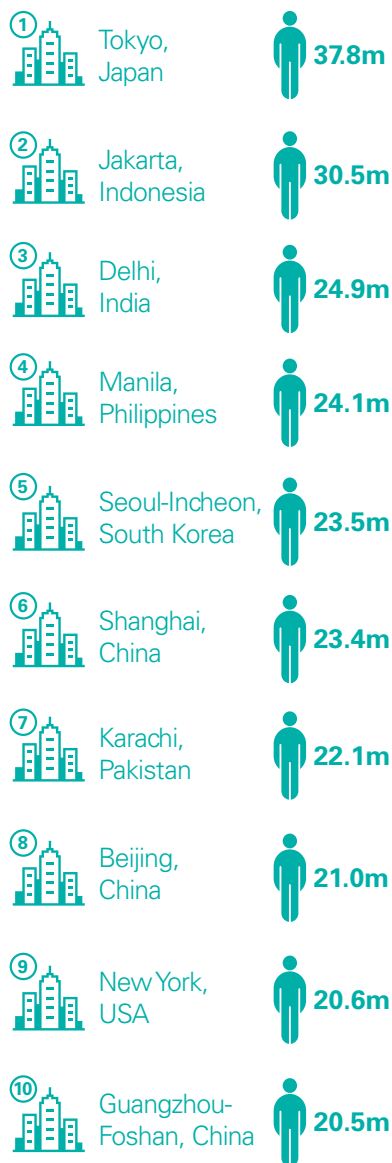 1
Tokyo,
Japan
37.8m
2
Jakarta,
Indonesia
30.5m
3
Delhi,
India
24.9m
4
Manila,
Philippines
24.1m
5
Seoul-Incheon,
South Korea
23.5m
6
Shanghai,
China
23.4m
7
Karachi,
Pakistan
22.1m
8
Beijing,
China
21.0m
9
New York,
USA
20.6m
10
Guangzhou-
Foshan, China
20.5m